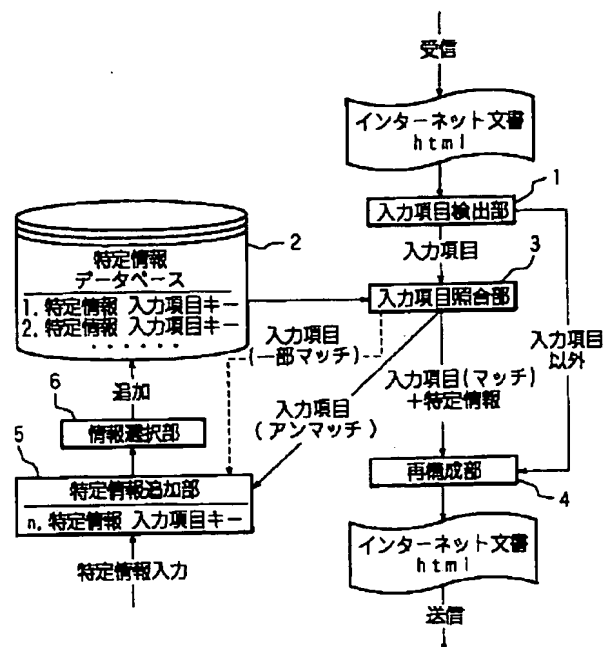 受信
インターネット文書
html
1
入力項目検出部
入力項目
3
入力項目照合部
2
特定情報
データベース
1. 特定情報 入力項目キー
2. 特定情報 入力項目キー
・・・・・・
入力項目
(一部マッチ)
入力項目
以外
入力項目(マッチ)
+特定情報
入力項目
(アンマッチ)
追加
6
情報選択部
5
特定情報追加部
n. 特定情報 入力項目キー
特定情報入力
再構成部
4
インターネット文書
html
送信